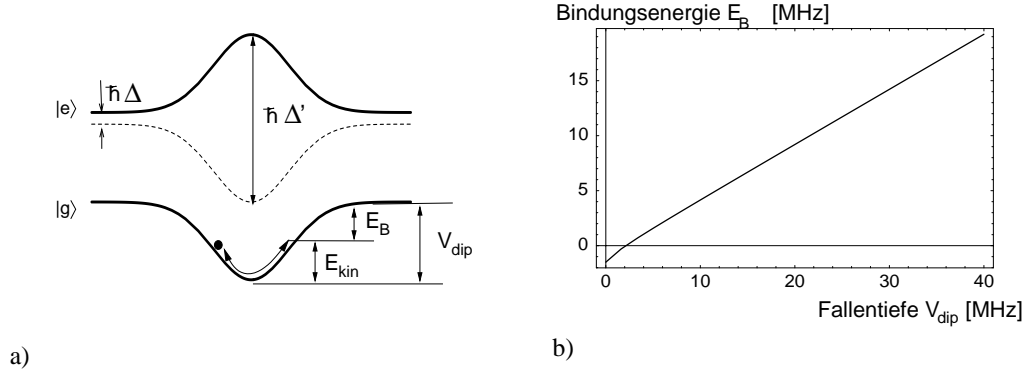 |e⟩
ħ Δ
ħ Δ'
|g⟩
E_B
V_dip
E_kin
a)
Bindungsenergie E_B [MHz]
15
10
5
0
0 10 20 30 40
Fallentiefe V_dip [MHz]
b)